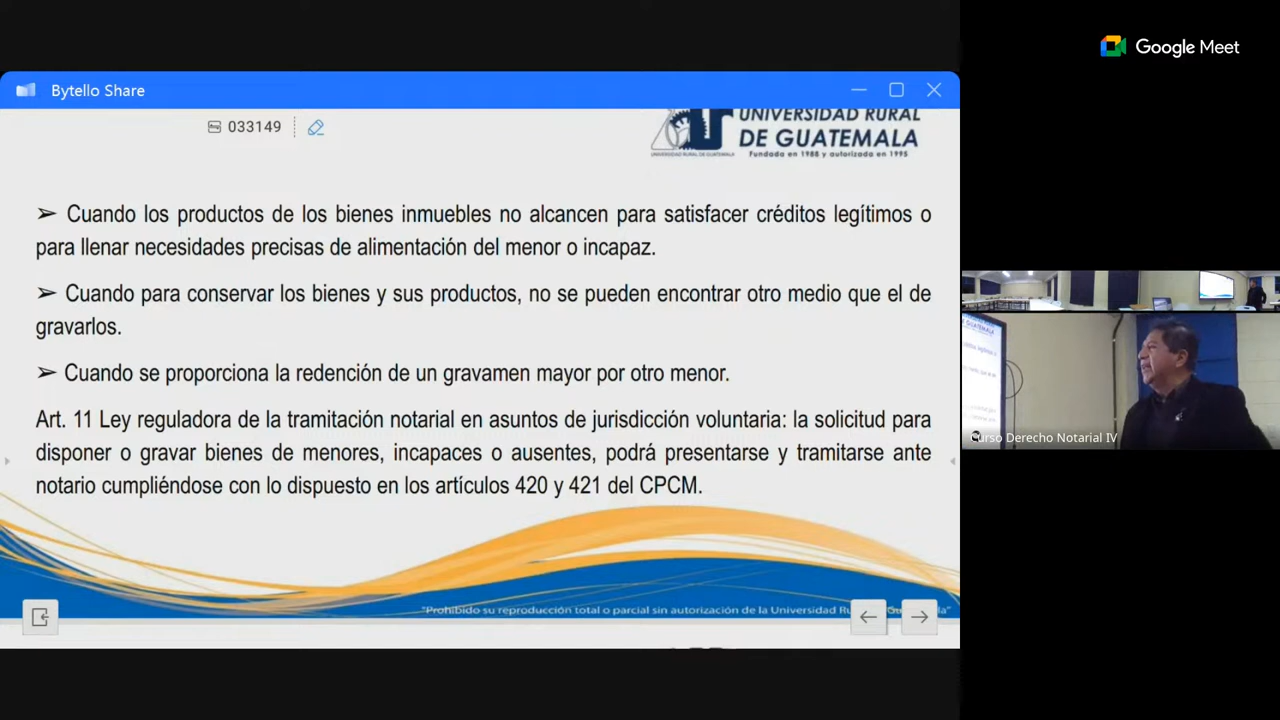 Google Meet
Bytello Share
033149
UNIVERSIDAD RURAL
DE GUATEMALA
Fundada en 1988 y autorizada en 1995
UNIVERSIDAD RURAL DE GUATEMALA
➢ Cuando los productos de los bienes inmuebles no alcancen para satisfacer créditos legítimos o
para llenar necesidades precisas de alimentación del menor o incapaz.
➢ Cuando para conservar los bienes y sus productos, no se pueden encontrar otro medio que el de
gravarlos.
➢ Cuando se proporciona la redención de un gravamen mayor por otro menor.
Art. 11 Ley reguladora de la tramitación notarial en asuntos de jurisdicción voluntaria: la solicitud para
disponer o gravar bienes de menores, incapaces o ausentes, podrá presentarse y tramitarse ante
notario cumpliéndose con lo dispuesto en los artículos 420 y 421 del CPCM.
"Prohibido su reproducción total o parcial sin autorización de la Universidad
Curso Derecho Notarial IV